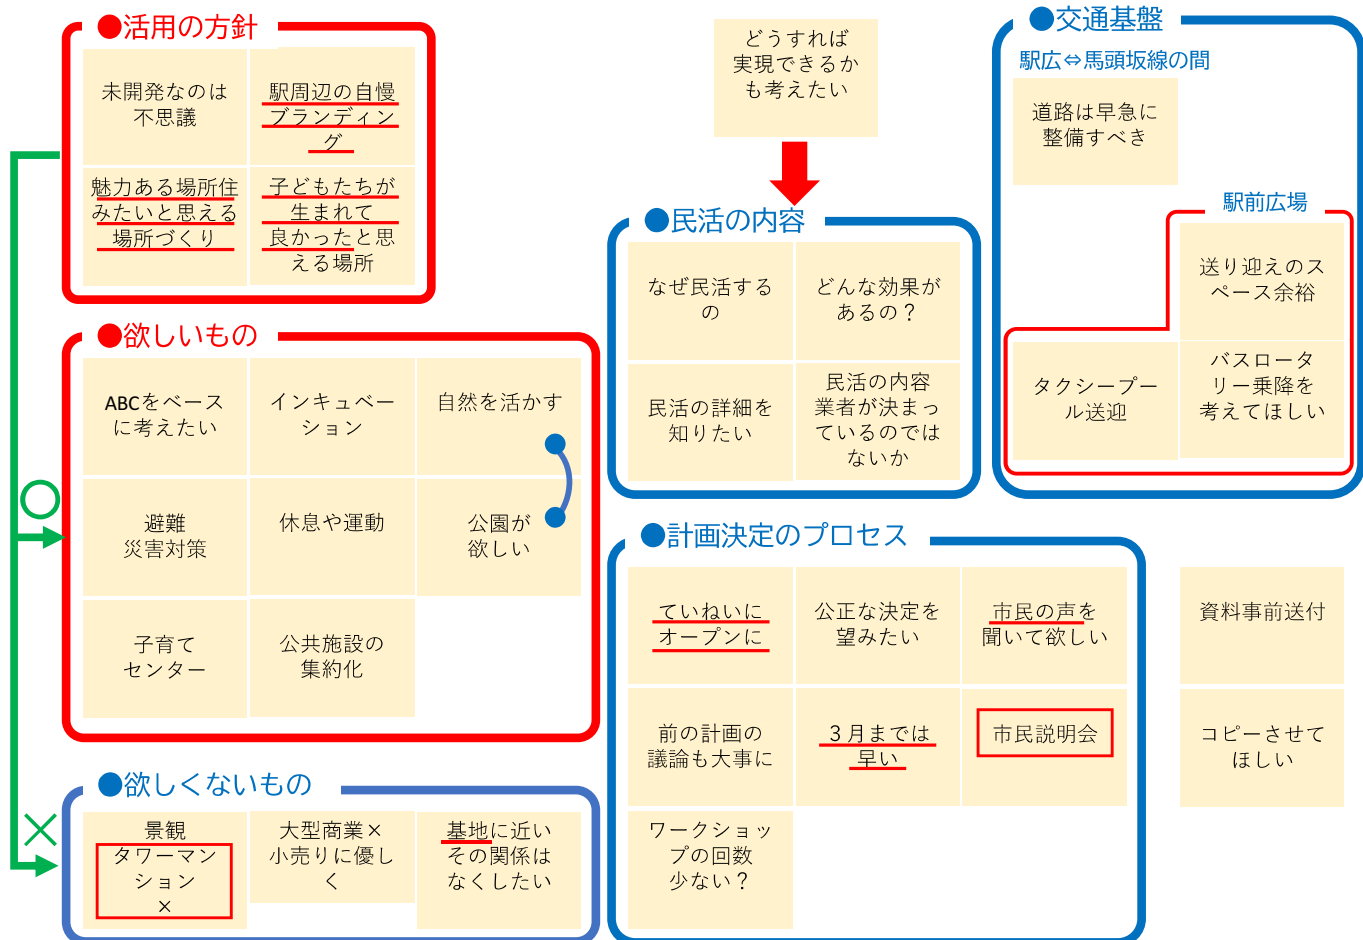 ●活用の方針
未開発なのは
不思議
駅周辺の自慢
ブランディン
グ
魅力ある場所住
みたいと思える
場所づくり
子どもたちが
生まれて
良かったと思
える場所
●欲しいもの
ABCをベース
に考えたい
インキュベー
ション
自然を活かす
避難
災害対策
休息や運動
公園が
欲しい
子育て
センター
公共施設の
集約化
○
×
●欲しくないもの
景観
タワーマン
ション
×
大型商業×
小売りに優し
く
基地に近い
その関係は
なくしたい
どうすれば
実現できるか
も考えたい
●民活の内容
なぜ民活する
の
どんな効果が
あるの？
民活の詳細を
知りたい
民活の内容
業者が決まっ
ているのでは
ないか
●交通基盤
駅広⇔馬頭坂線の間
道路は早急に
整備すべき
駅前広場
送り迎えのス
ペース余裕
タクシープー
ル送迎
バスロータ
リー乗降を
考えてほしい
●計画決定のプロセス
ていねいに
オープンに
公正な決定を
望みたい
市民の声を
聞いて欲しい
前の計画の
議論も大事に
３月までは
早い
市民説明会
ワークショッ
プの回数
少ない？
資料事前送付
コピーさせて
ほしい